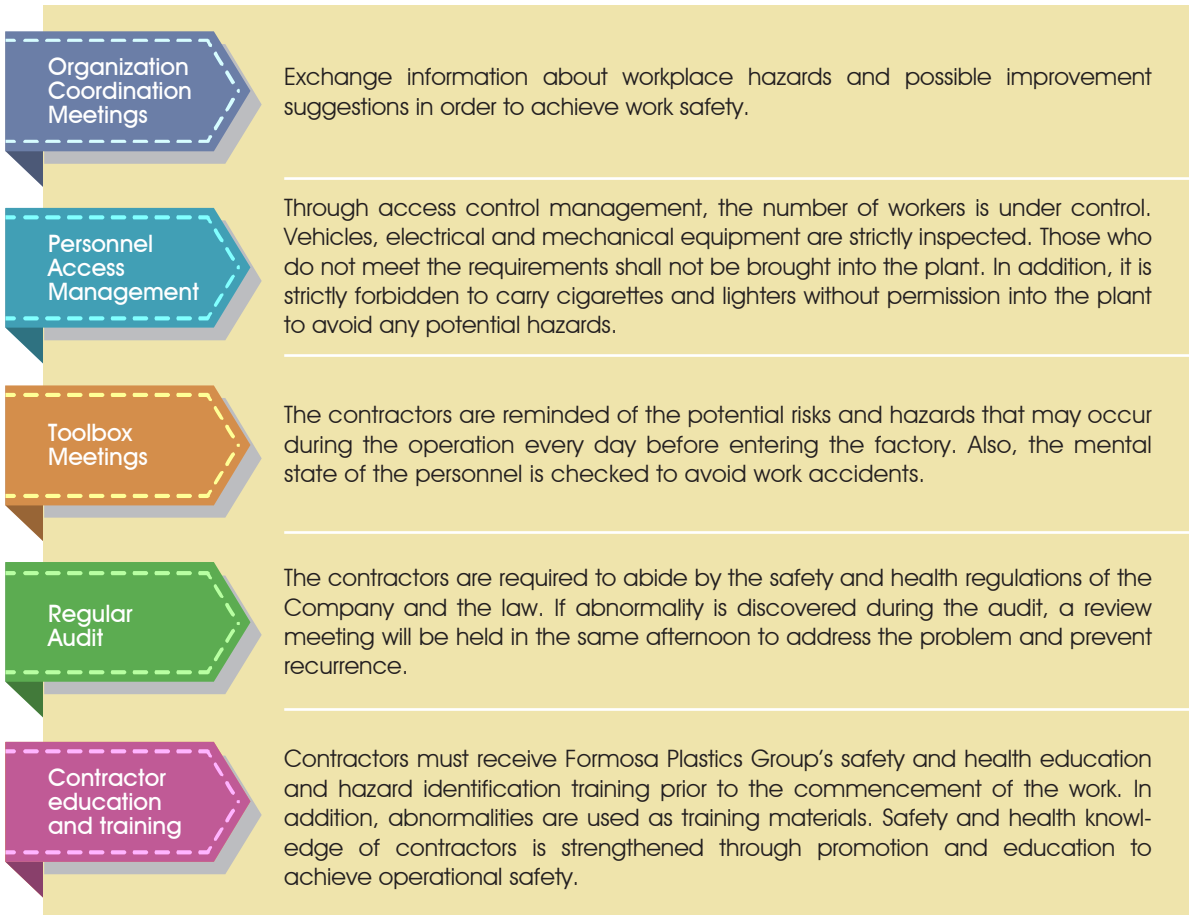 Organization
Coordination
Meetings
Exchange information about workplace hazards and possible improvement
suggestions in order to achieve work safety.
Personnel
Access
Management
Through access control management, the number of workers is under control.
Vehicles, electrical and mechanical equipment are strictly inspected. Those who
do not meet the requirements shall not be brought into the plant. In addition, it is
strictly forbidden to carry cigarettes and lighters without permission into the plant
to avoid any potential hazards.
Toolbox
Meetings
The contractors are reminded of the potential risks and hazards that may occur
during the operation every day before entering the factory. Also, the mental
state of the personnel is checked to avoid work accidents.
Regular
Audit
The contractors are required to abide by the safety and health regulations of the
Company and the law. If abnormality is discovered during the audit, a review
meeting will be held in the same afternoon to address the problem and prevent
recurrence.
Contractor
education
and training
Contractors must receive Formosa Plastics Group’s safety and health education
and hazard identification training prior to the commencement of the work. In
addition, abnormalities are used as training materials. Safety and health knowl-
edge of contractors is strengthened through promotion and education to
achieve operational safety.